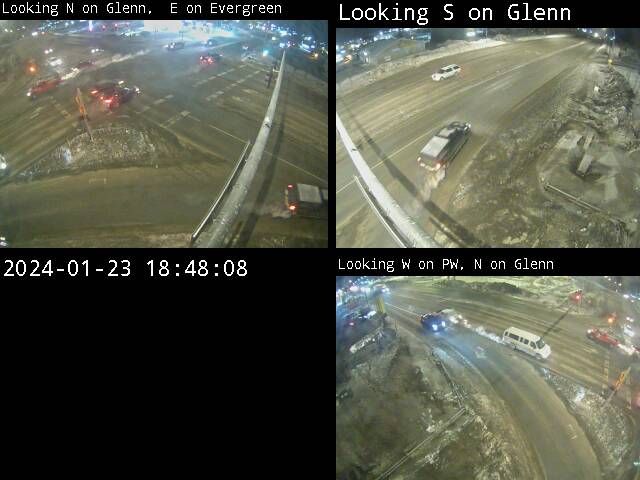 Looking N on Glenn,  E on Evergreen
Looking S on Glenn
2024-01-23 18:48:08
Looking W on PW, N on Glenn